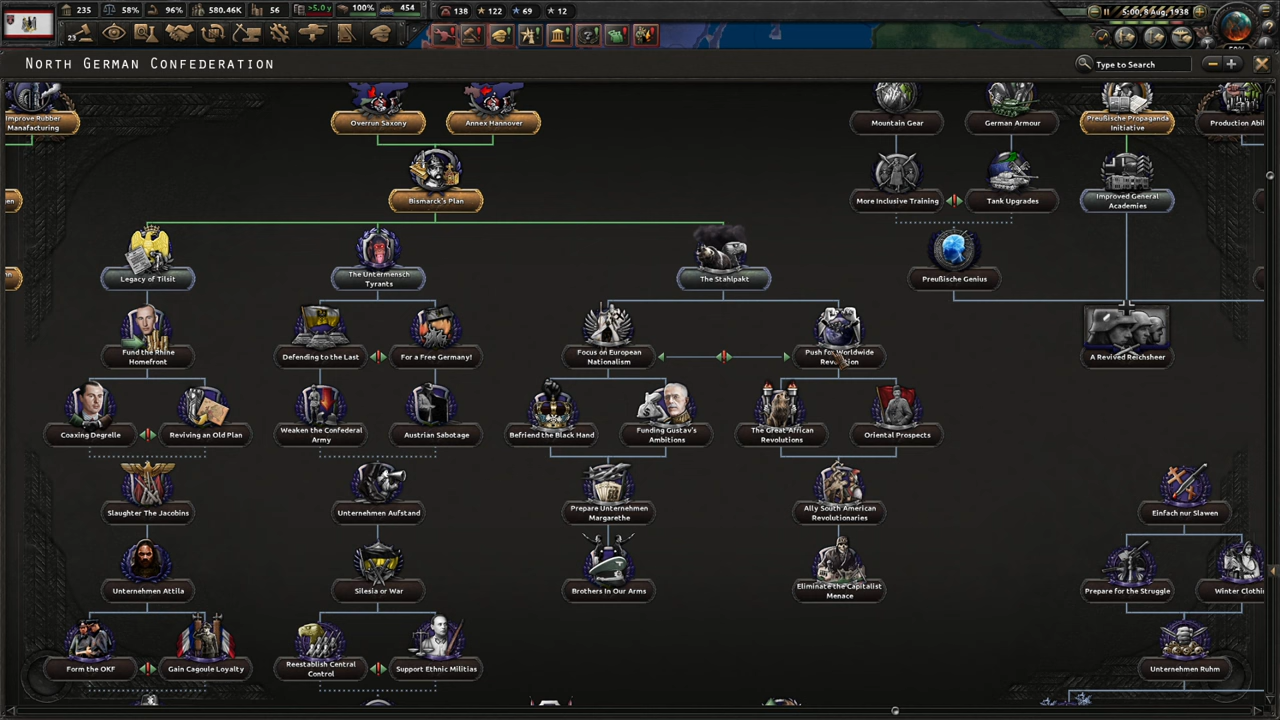 235
58%
96%
580.46K
56
>5.0 y
100%
454
138
122
69
12
5:00, 8 Aug, 1938
23
NORTH GERMAN CONFEDERATION
Type to Search
Improve Rubber
Manafacturing
Overrun Saxony
Annex Hannover
Mountain Gear
German Armour
Preußische Propaganda
Initiative
Production Abil
Bismarck's Plan
More Inclusive Training
Tank Upgrades
Improved General
Academies
Legacy of Tilsit
The Untermensch
Tyrants
The Stahlpakt
Preußische Genius
Fund the Rhine
Homefront
Defending to the Last
For a Free Germany!
Focus on European
Nationalism
Push for Worldwide
Revolution
A Revived Reichsheer
Coaxing Degrelle
Reviving an Old Plan
Weaken the Confederal
Army
Austrian Sabotage
Befriend the Black Hand
Funding Gustav's
Ambitions
The Great African
Revolutions
Oriental Prospects
Slaughter The Jacobins
Unternehmen Aufstand
Prepare Unternehmen
Margarethe
Ally South American
Revolutionaries
Einfach nur Slawen
Unternehmen Attila
Silesia or War
Brothers In Our Arms
Eliminate the Capitalist
Menace
Prepare for the Struggle
Winter Clothi
Form the OKF
Gain Cagoule Loyalty
Reestablish Central
Control
Support Ethnic Militias
Unternehmen Ruhm